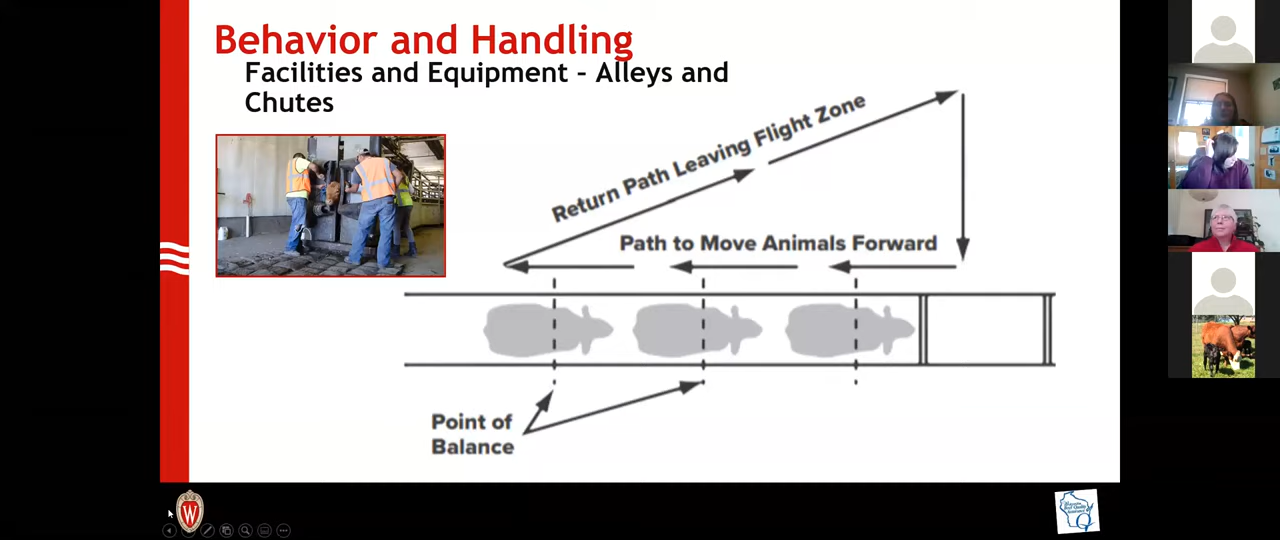 Behavior and Handling
Facilities and Equipment – Alleys and
Chutes
Return Path Leaving Flight Zone
Path to Move Animals Forward
Point of
Balance
W